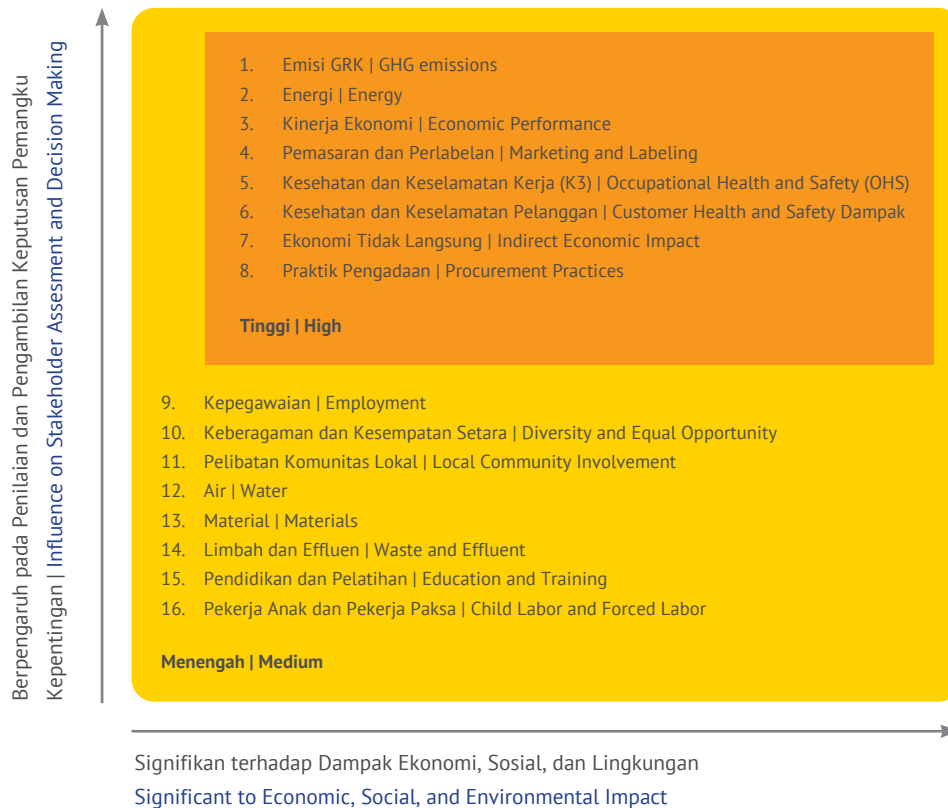 Berpengaruh pada Penilaian dan Pengambilan Keputusan Pemangku
Kepentingan | Influence on Stakeholder Assesment and Decision Making
1. Emisi GRK | GHG emissions
2. Energi | Energy
3. Kinerja Ekonomi | Economic Performance
4. Pemasaran dan Perlabelan | Marketing and Labeling
5. Kesehatan dan Keselamatan Kerja (K3) | Occupational Health and Safety (OHS)
6. Kesehatan dan Keselamatan Pelanggan | Customer Health and Safety Dampak
7. Ekonomi Tidak Langsung | Indirect Economic Impact
8. Praktik Pengadaan | Procurement Practices
Tinggi | High
9. Kepegawaian | Employment
10. Keberagaman dan Kesempatan Setara | Diversity and Equal Opportunity
11. Pelibatan Komunitas Lokal | Local Community Involvement
12. Air | Water
13. Material | Materials
14. Limbah dan Effluen | Waste and Effluent
15. Pendidikan dan Pelatihan | Education and Training
16. Pekerja Anak dan Pekerja Paksa | Child Labor and Forced Labor
Menengah | Medium
Signifikan terhadap Dampak Ekonomi, Sosial, dan Lingkungan
Significant to Economic, Social, and Environmental Impact